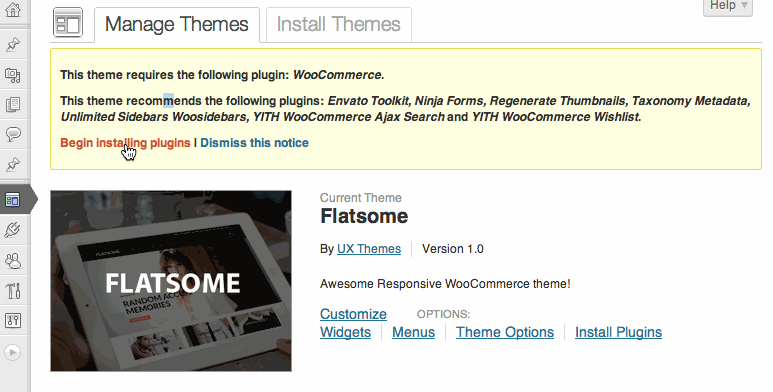 Help ▼
Manage Themes Install Themes
This theme requires the following plugin: WooCommerce.
This theme recommends the following plugins: Envato Toolkit, Ninja Forms, Regenerate Thumbnails, Taxonomy Metadata,
Unlimited Sidebars Woosidebars, YITH WooCommerce Ajax Search and YITH WooCommerce Wishlist.
Begin installing plugins | Dismiss this notice
FLATSOME
FLATSOME
RANDOM ACCESS
MEMORIES
Current Theme
Flatsome
By UX Themes Version 1.0
Awesome Responsive WooCommerce theme!
Customize OPTIONS:
Widgets Menus Theme Options Install Plugins